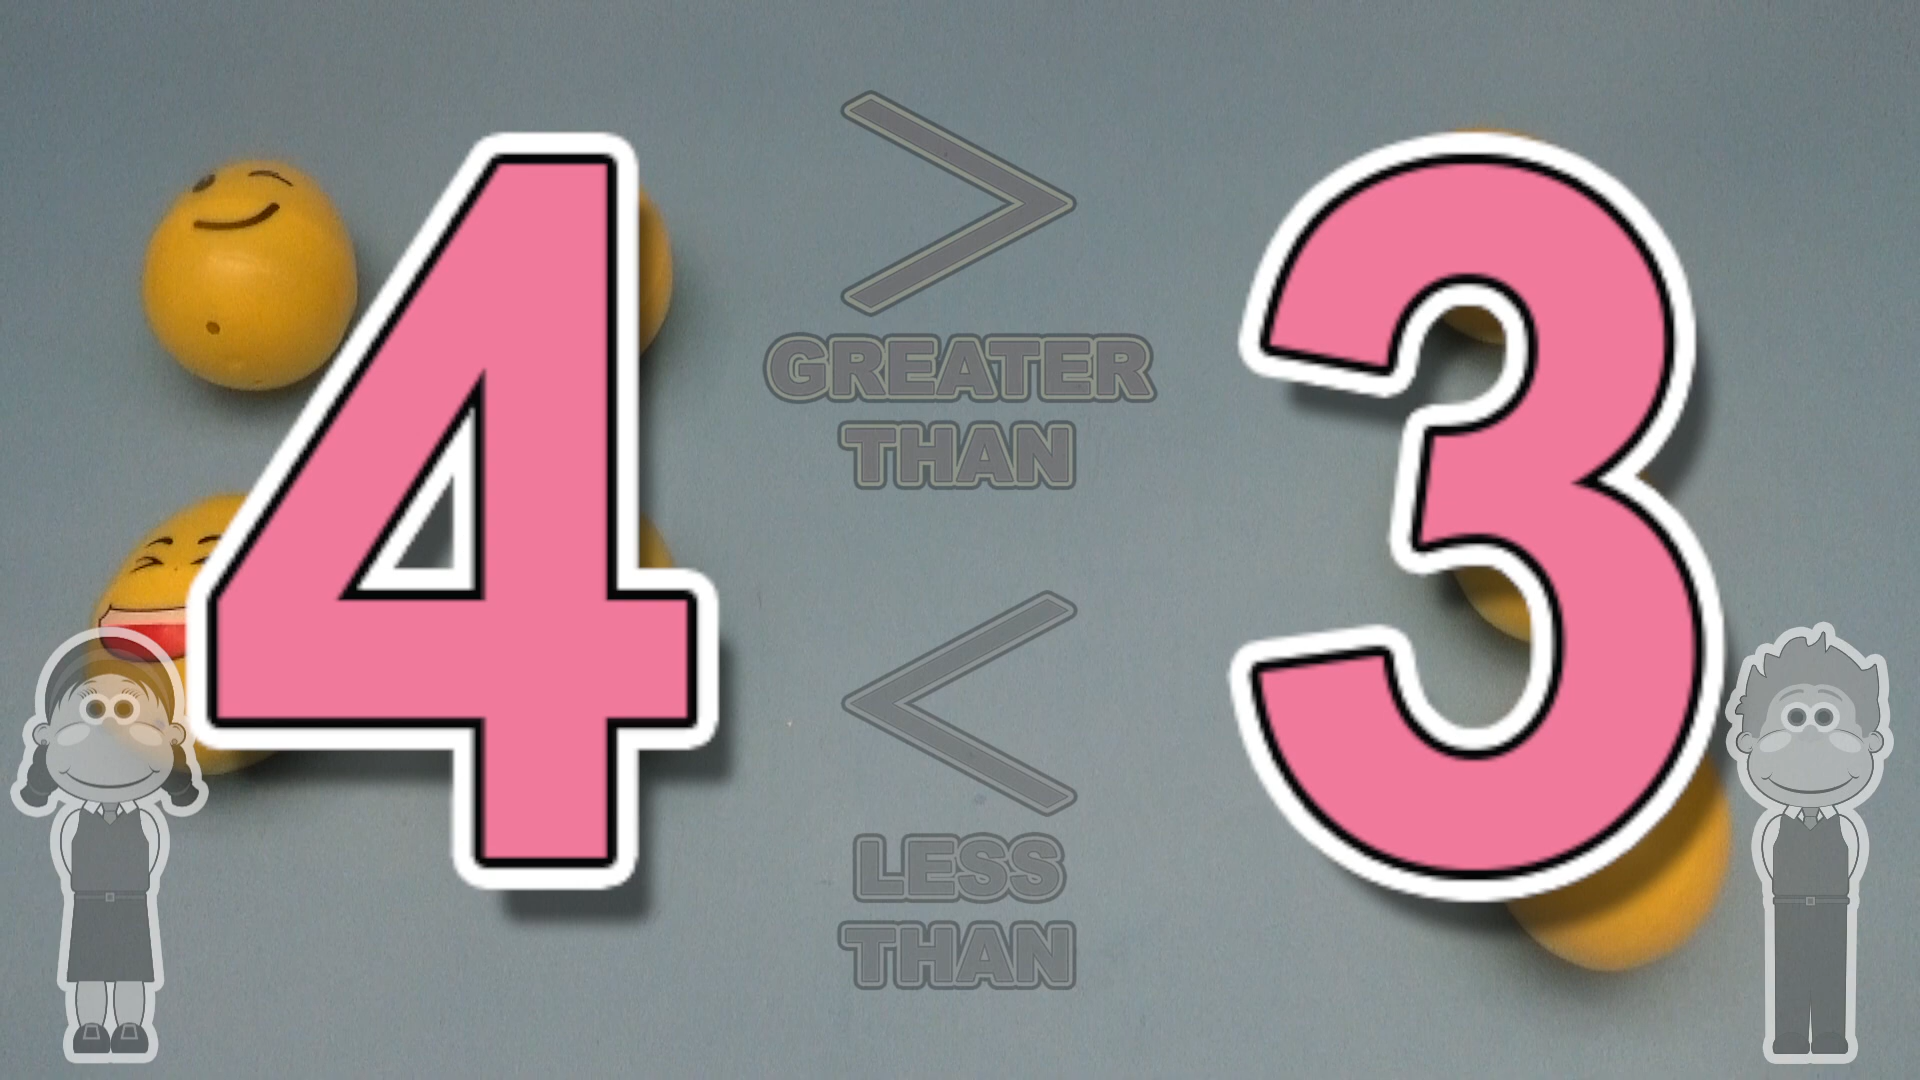 4
>
GREATER
THAN
<
LESS
THAN
3